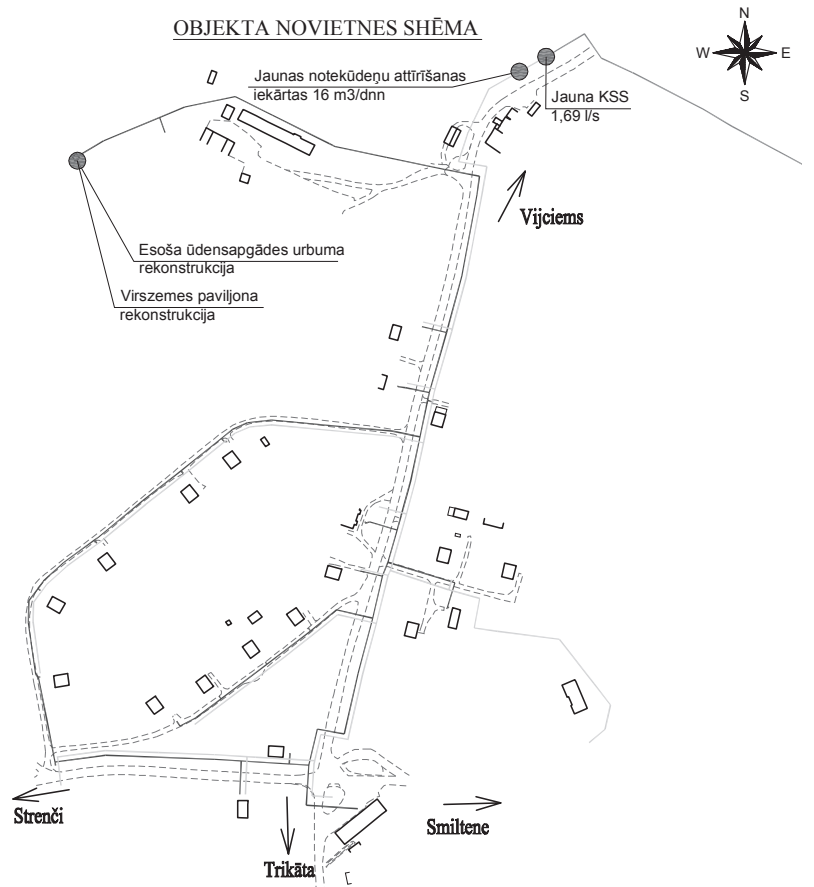 OBJEKTA NOVIETNES SHĒMA
N
W E
S
Jaunas notekūdeņu attīrīšanas
iekārtas 16 m3/dnn
Jauna KSS
1,69 l/s
Vijciems
Esoša ūdensapgādes urbuma
rekonstrukcija
Virszemes paviljona
rekonstrukcija
Strenči
Smiltene
Trikāta